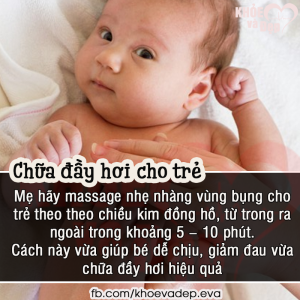 Chữa đầy hơi cho trẻ
Mẹ hãy massage nhẹ nhàng vùng bụng cho
trẻ theo theo chiều kim đồng hồ, từ trong ra
ngoài trong khoảng 5 – 10 phút.
Cách này vừa giúp bé dễ chịu, giảm đau vừa
chữa đầy hơi hiệu quả
fb.com/khoevadep.eva